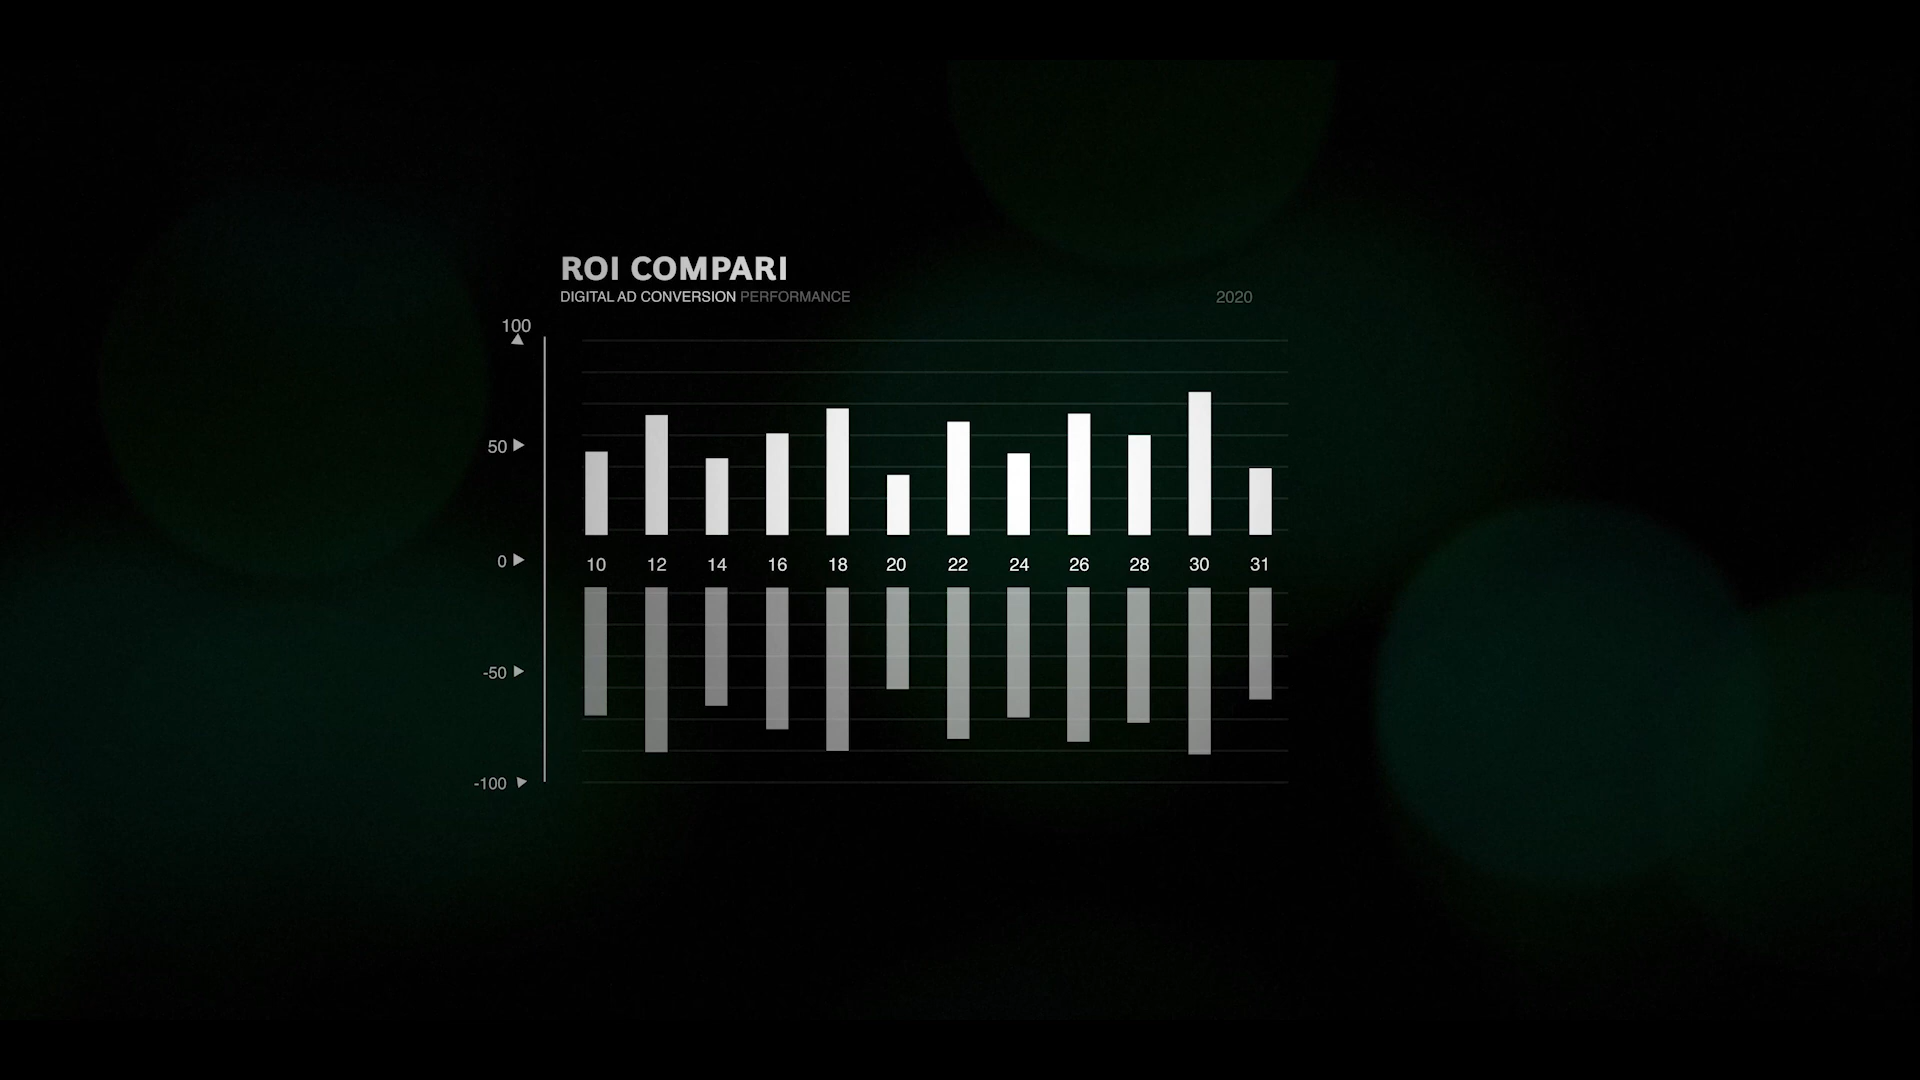 ROI COMPARI
DIGITAL AD CONVERSION PERFORMANCE 2020
100
50
0
-50
-100
10 12 14 16 18 20 22 24 26 28 30 31